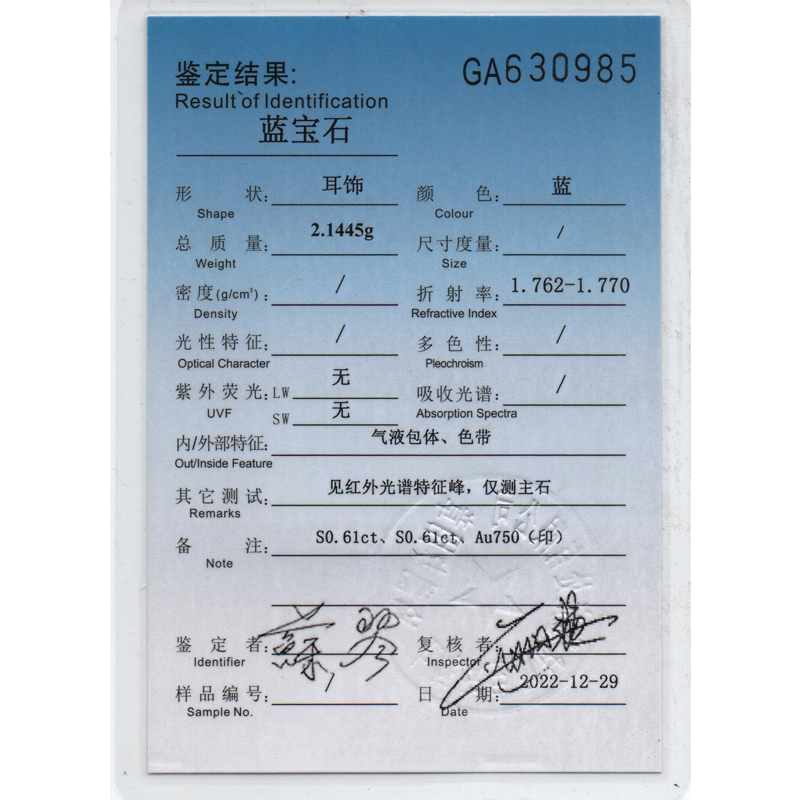 鉴定结果: GA630985
Result of Identification
蓝宝石
形 状: 耳饰 颜 色: 蓝
Shape Colour
总 质 量: 2.1445g 尺寸度量: /
Weight Size
密度(g/cm³): / 折 射 率: 1.762-1.770
Density Refractive Index
光性特征: / 多 色 性: /
Optical Character Pleochroism
紫外荧光: LW 无 吸收光谱: /
UVF SW 无 Absorption Spectra
内/外部特征: 气液包体、色带
Out/Inside Feature
其它测试: 见红外光谱特征峰，仅测主石
Remarks
备 注: S0.61ct、S0.61ct、Au750（印）
Note
鉴 定 者: 复 核 者:
Identifier Inspector
样品编号: 日 期: 2022-12-29
Sample No. Date